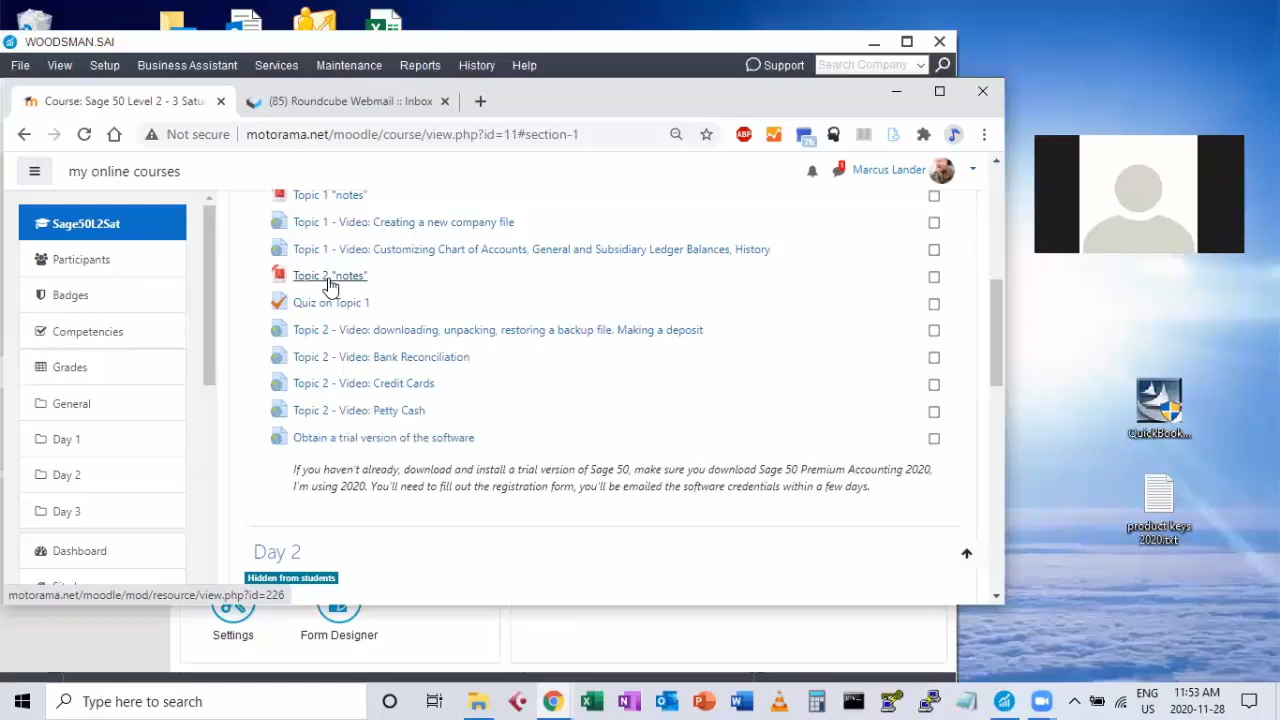 WOODSMAN.SAI
File View Setup Business Assistant Services Maintenance Reports History Help Support Search Company
Course: Sage 50 Level 2 - 3 Satu (85) Roundcube Webmail :: Inbox
Not secure motorama.net/moodle/course/view.php?id=11#section-1
ABP 7h
my online courses 1 Marcus Lander
Sage50L2Sat
Participants
Badges
Competencies
Grades
General
Day 1
Day 2
Day 3
Dashboard
Topic 1 "notes"
Topic 1 - Video: Creating a new company file
Topic 1 - Video: Customizing Chart of Accounts, General and Subsidiary Ledger Balances, History
Topic 2 "notes"
Quiz on Topic 1
Topic 2 - Video: downloading, unpacking, restoring a backup file. Making a deposit
Topic 2 - Video: Bank Reconciliation
Topic 2 - Video: Credit Cards
Topic 2 - Video: Petty Cash
Obtain a trial version of the software
If you haven't already, download and install a trial version of Sage 50, make sure you download Sage 50 Premium Accounting 2020,
I'm using 2020. You'll need to fill out the registration form, you'll be emailed the software credentials within a few days.
Day 2
Hidden from students
motorama.net/moodle/mod/resource/view.php?id=226
Settings Form Designer
QuickBook...
product keys
2020.txt
Type here to search
ENG
CMS
11:53 AM
2020-11-28